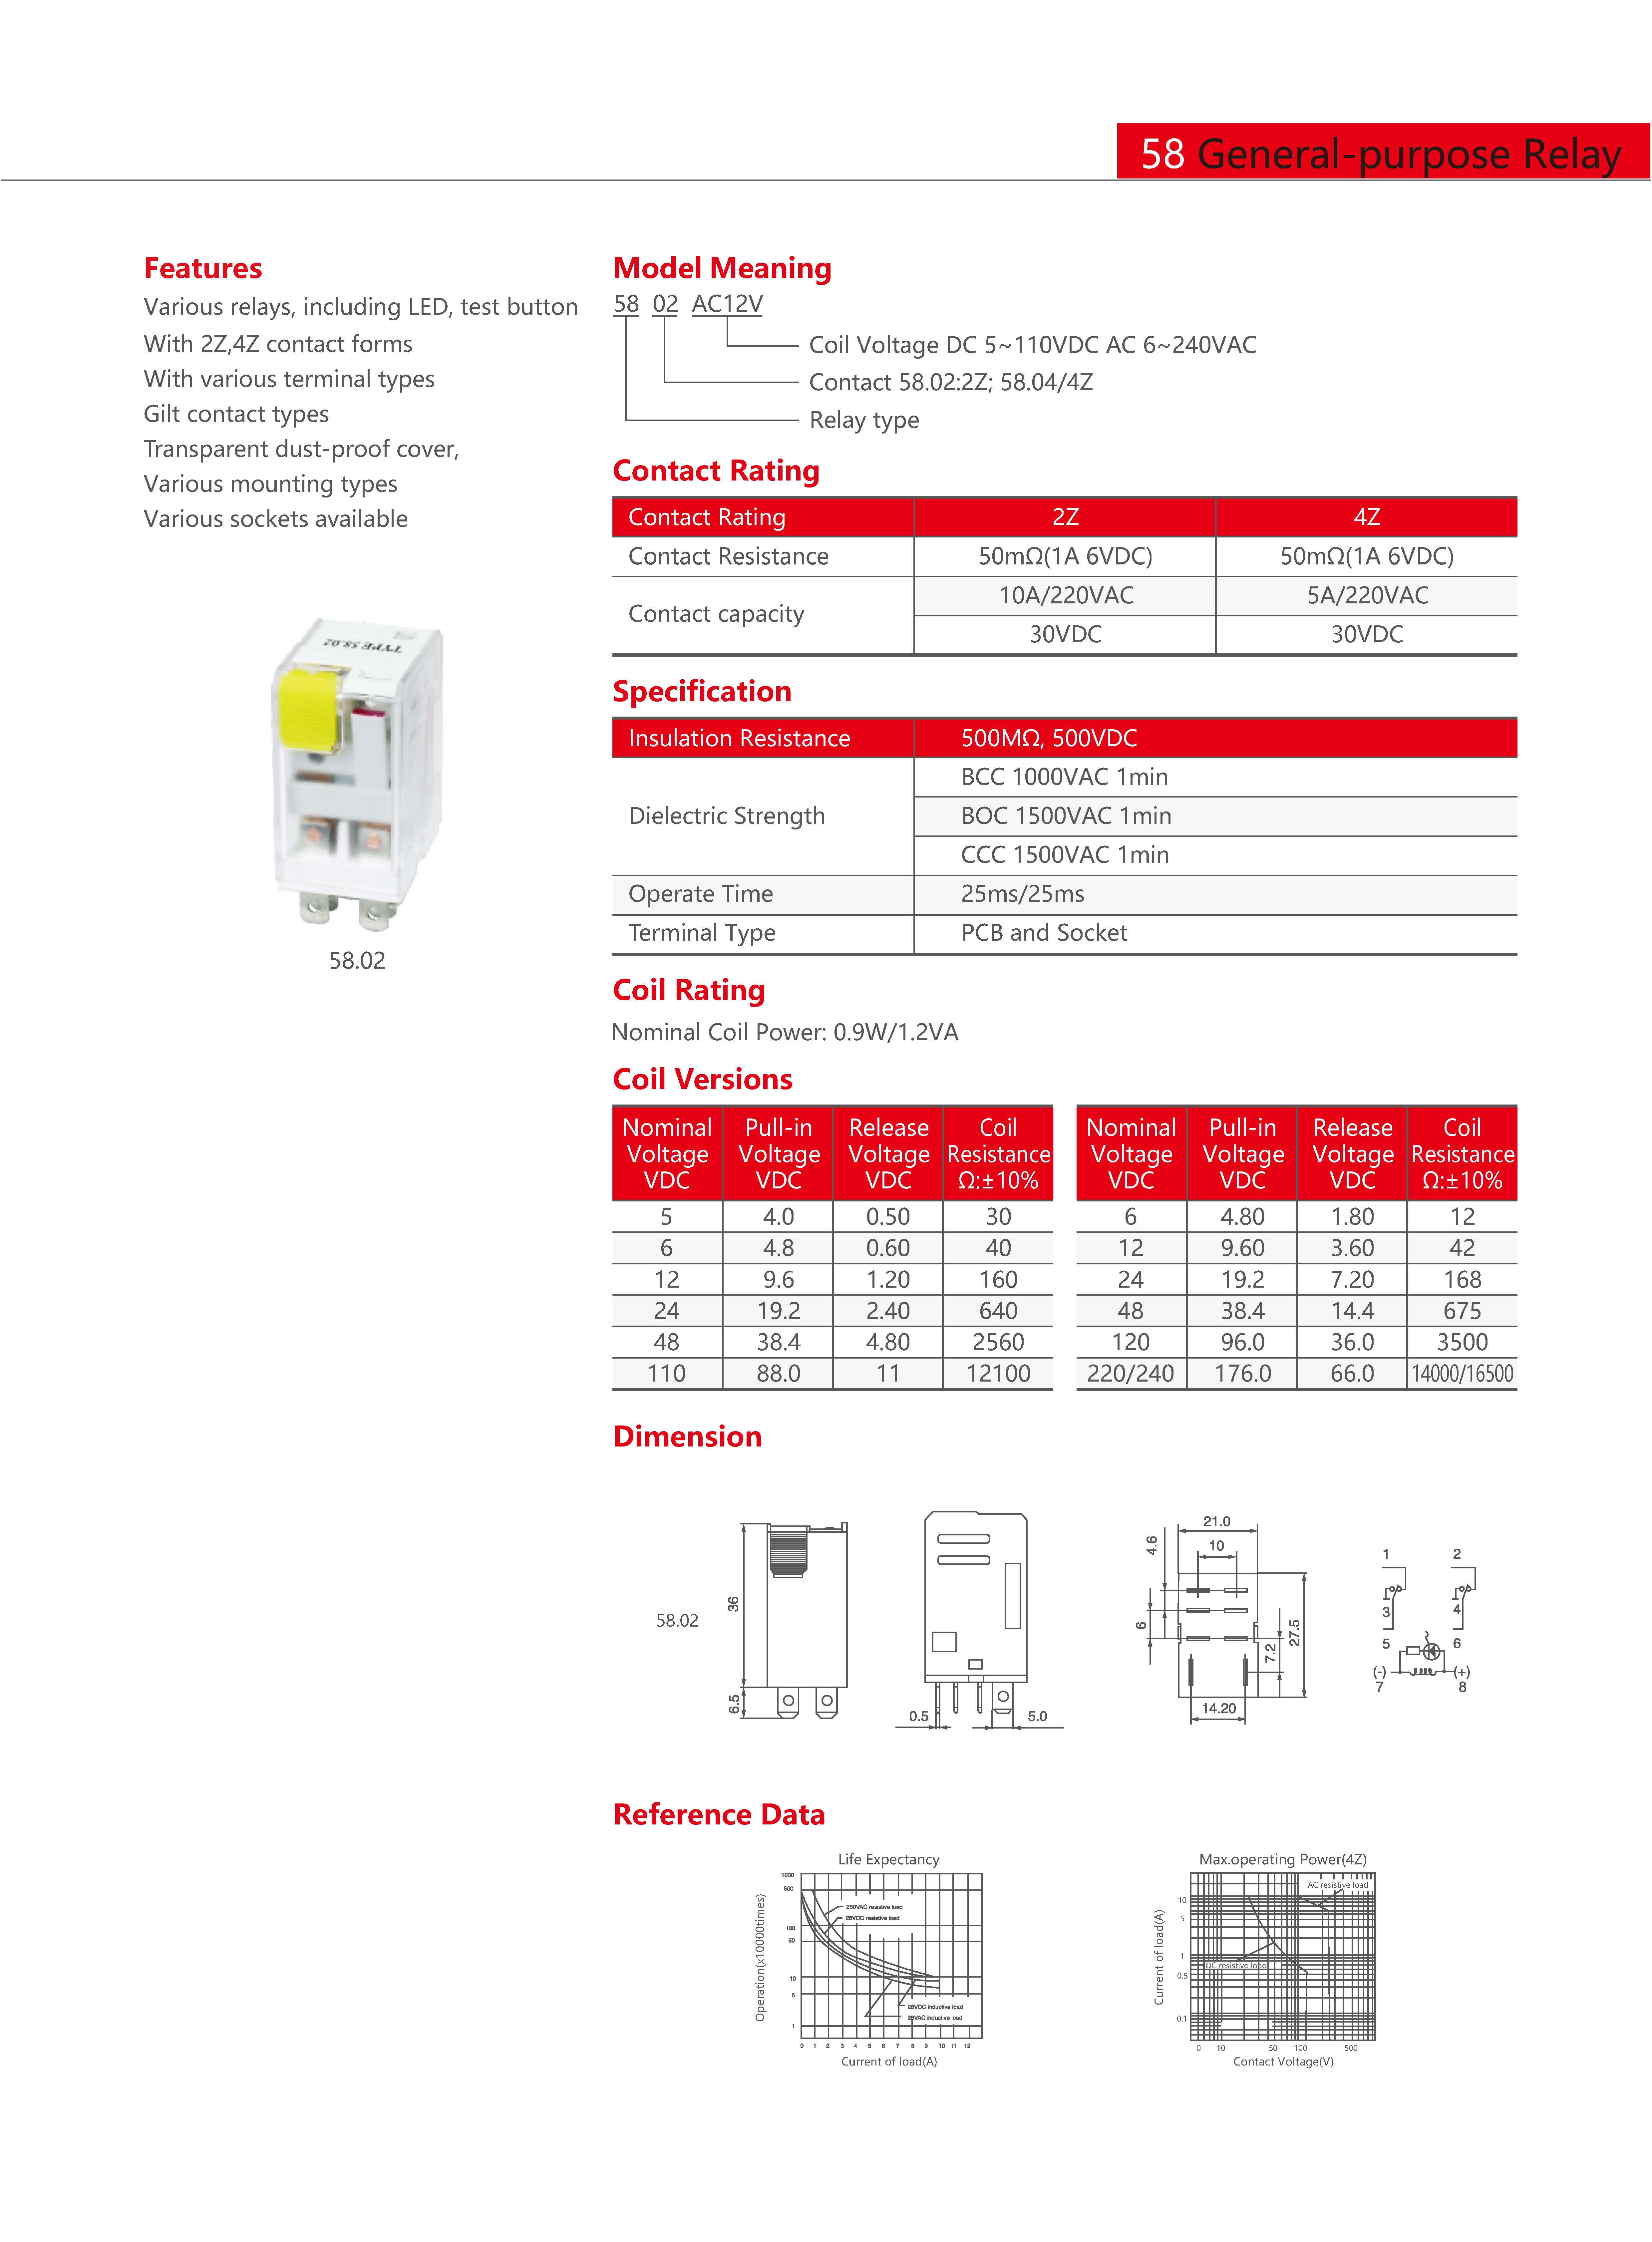 58 General-purpose Relay
Features
Various relays, including LED, test button
With 2Z,4Z contact forms
With various terminal types
Gilt contact types
Transparent dust-proof cover,
Various mounting types
Various sockets available
TYPE 58.02
58.02
Model Meaning
58 02 AC12V
Coil Voltage DC 5~110VDC AC 6~240VAC
Contact 58.02:2Z; 58.04/4Z
Relay type
Contact Rating
Contact Rating 2Z 4Z
Contact Resistance 50mΩ(1A 6VDC) 50mΩ(1A 6VDC)
Contact capacity 10A/220VAC 5A/220VAC
30VDC 30VDC
Specification
Insulation Resistance 500MΩ, 500VDC
Dielectric Strength BCC 1000VAC 1min
BOC 1500VAC 1min
CCC 1500VAC 1min
Operate Time 25ms/25ms
Terminal Type PCB and Socket
Coil Rating
Nominal Coil Power: 0.9W/1.2VA
Coil Versions
Nominal Pull-in Release Coil
Voltage Voltage Voltage Resistance
VDC VDC VDC Ω:±10%
5 4.0 0.50 30
6 4.8 0.60 40
12 9.6 1.20 160
24 19.2 2.40 640
48 38.4 4.80 2560
110 88.0 11 12100
Nominal Pull-in Release Coil
Voltage Voltage Voltage Resistance
VDC VDC VDC Ω:±10%
6 4.80 1.80 12
12 9.60 3.60 42
24 19.2 7.20 168
48 38.4 14.4 675
120 96.0 36.0 3500
220/240 176.0 66.0 14000/16500
Dimension
58.02
36
6.5
0.5
5.0
21.0
10
4.6
6
7.2
27.5
14.20
1 2
3 4
5 6
(-) (+)
7 8
Reference Data
Life Expectancy
Operation(x10000times)
1000
500
100
50
10
5
1
250VAC resistive load
28VDC resistive load
28VDC inductive load
25VAC inductive load
0 1 2 3 4 5 6 7 8 9 10 11 12
Current of load(A)
Max.operating Power(4Z)
Current of load(A)
10
5
1
0.5
0.1
AC resistive load
DC resistive load
0 10 50 100 500
Contact Voltage(V)